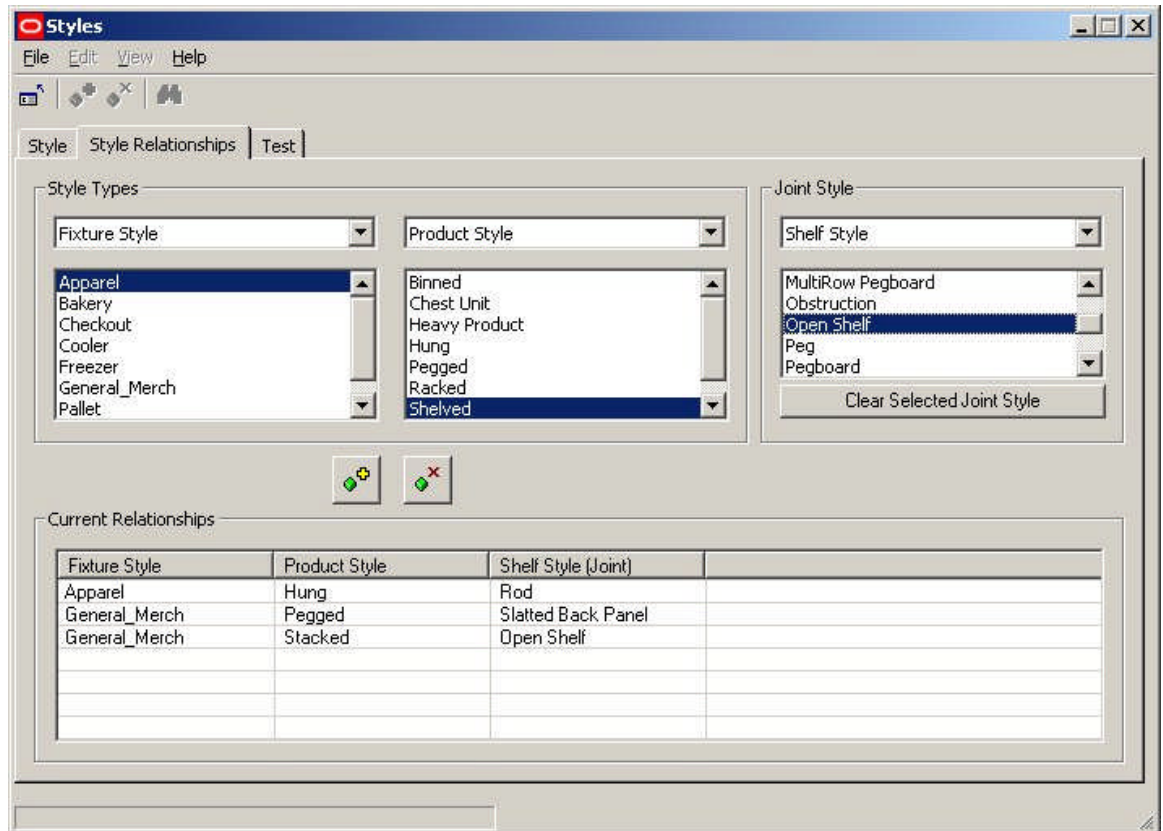 Styles
File Edit View Help
Style Style Relationships Test
Style Types
Joint Style
Fixture Style
Product Style
Shelf Style
Apparel
Bakery
Checkout
Cooler
Freezer
General_Merch
Pallet
Binned
Chest Unit
Heavy Product
Hung
Pegged
Racked
Shelved
MultiRow Pegboard
Obstruction
Open Shelf
Peg
Pegboard
Clear Selected Joint Style
Current Relationships
Fixture Style Product Style Shelf Style (Joint)
Apparel Hung Rod
General_Merch Pegged Slatted Back Panel
General_Merch Stacked Open Shelf